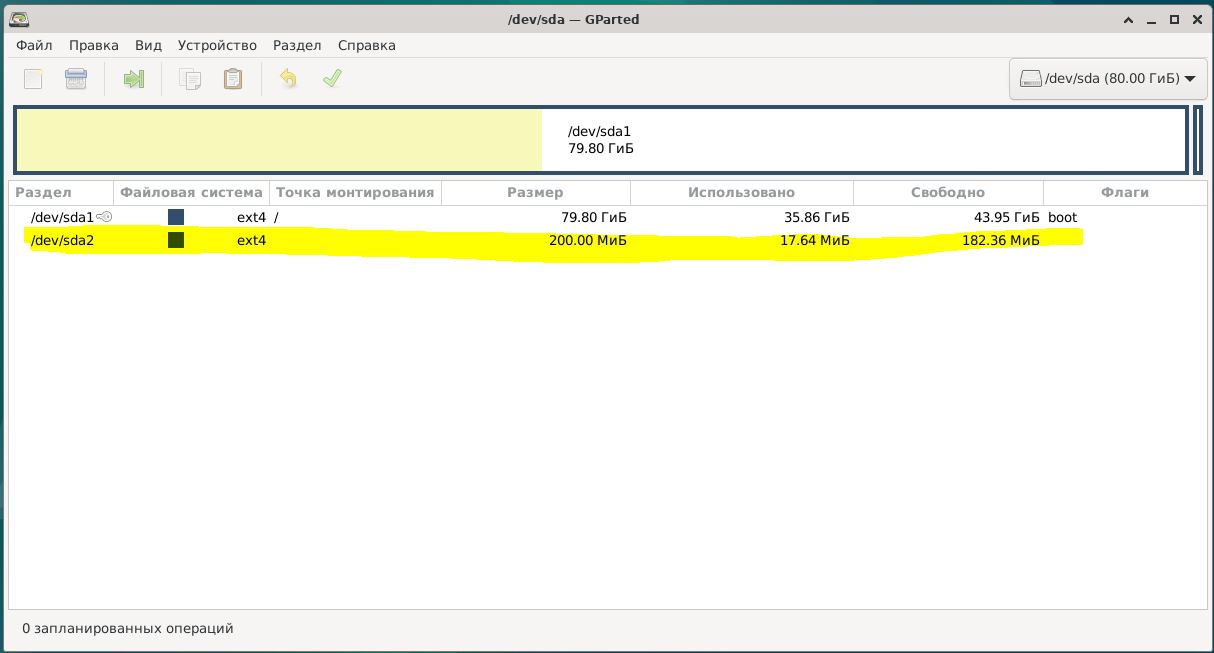 /dev/sda — GParted
Файл Правка Вид Устройство Раздел Справка
/dev/sda (80.00 ГиБ)
/dev/sda1
79.80 ГиБ
Раздел Файловая система Точка монтирования Размер Использовано Свободно Флаги
/dev/sda1 ext4 / 79.80 ГиБ 35.86 ГиБ 43.95 ГиБ boot
/dev/sda2 ext4 200.00 МиБ 17.64 МиБ 182.36 МиБ
0 запланированных операций